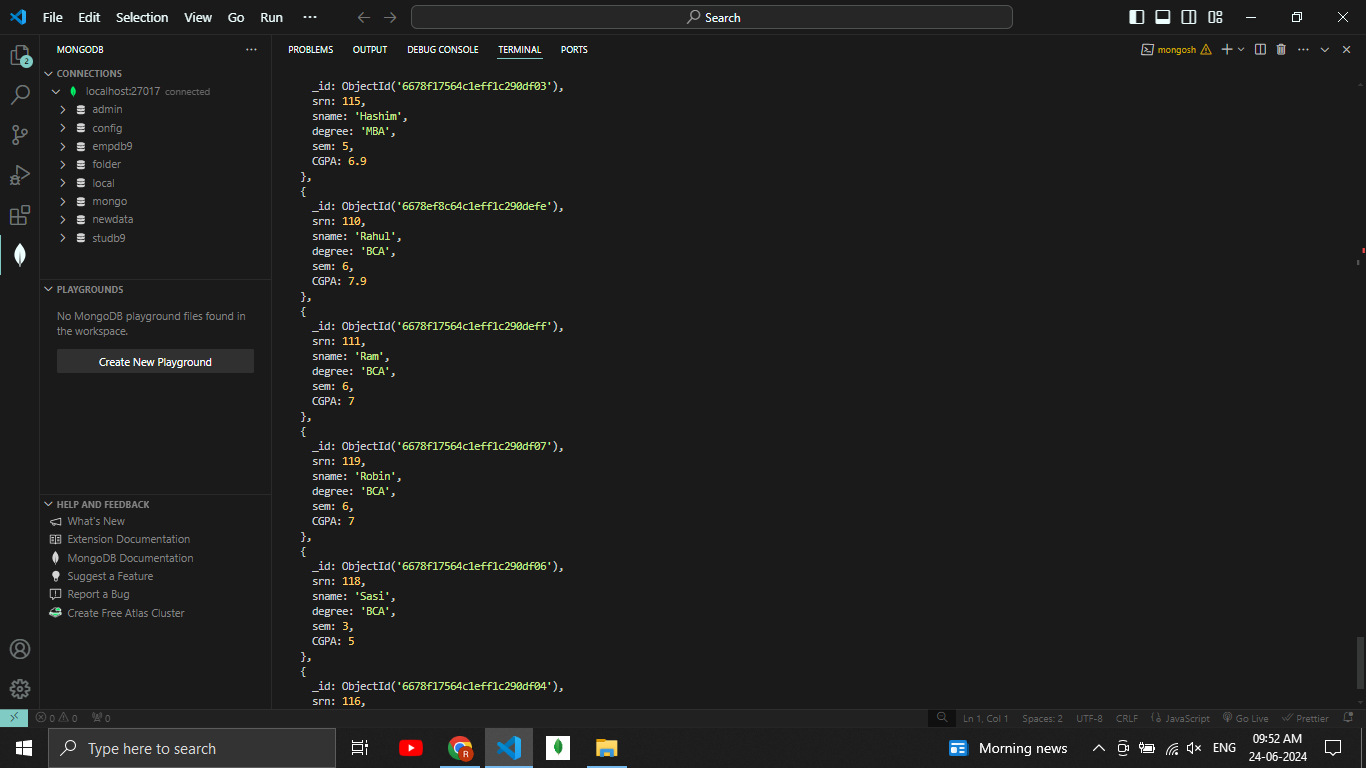 File Edit Selection View Go Run ··· Search
MONGODB ···
CONNECTIONS
localhost:27017 connected
admin
config
empdb9
folder
local
mongo
newdata
studb9
PLAYGROUNDS
No MongoDB playground files found in
the workspace.
Create New Playground
HELP AND FEEDBACK
What's New
Extension Documentation
MongoDB Documentation
Suggest a Feature
Report a Bug
Create Free Atlas Cluster
2
PROBLEMS OUTPUT DEBUG CONSOLE TERMINAL PORTS mongosh
_id: ObjectId('6678f17564c1eff1c290df03'),
srn: 115,
sname: 'Hashim',
degree: 'MBA',
sem: 5,
CGPA: 6.9
},
{
_id: ObjectId('6678ef8c64c1eff1c290defe'),
srn: 110,
sname: 'Rahul',
degree: 'BCA',
sem: 6,
CGPA: 7.9
},
{
_id: ObjectId('6678f17564c1eff1c290deff'),
srn: 111,
sname: 'Ram',
degree: 'BCA',
sem: 6,
CGPA: 7
},
{
_id: ObjectId('6678f17564c1eff1c290df07'),
srn: 119,
sname: 'Robin',
degree: 'BCA',
sem: 6,
CGPA: 7
},
{
_id: ObjectId('6678f17564c1eff1c290df06'),
srn: 118,
sname: 'Sasi',
degree: 'BCA',
sem: 3,
CGPA: 5
},
{
_id: ObjectId('6678f17564c1eff1c290df04'),
srn: 116,
0 0 0 Ln 1, Col 1 Spaces: 2 UTF-8 CRLF JavaScript Go Live Prettier
Type here to search R Morning news ENG 09:52 AM
24-06-2024